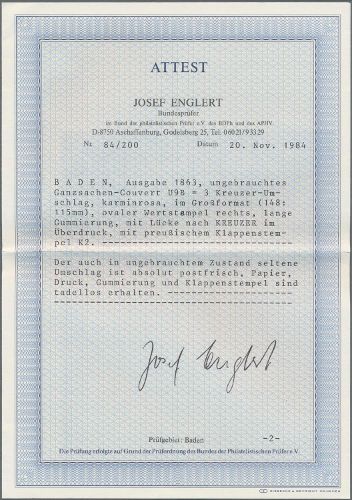 ATTEST
JOSEF ENGLERT
Bundesprüfer
im Bund der philatelistischen Prüfer e.V. des BDPh und des APHV.
D-8750 Aschaffenburg, Godelsberg 25, Tel. 06021/93329
Nr. 84/200 Datum 20. Nov. 1984
BADEN, Ausgabe 1863, ungebrauchtes
Ganzsachen-Couvert U9B = 3 Kreuzer-Um-
schlag, karminrosa, im Großformat (148:
115mm), ovaler Wertstempel rechts, lange
Gummierung, mit Lücke nach KREUZER im
Überdruck, mit preußischem Klappenstem-
pel K2.
Der auch in ungebrauchtem Zustand seltene
Umschlag ist absolut postfrisch, Papier,
Druck, Gummierung und Klappenstempel sind
tadellos erhalten.
Josef Englert
Prüfgebiet: Baden -2-
Die Prüfung erfolgte auf Grund der Prüfordnung des Bundes der Philatelistischen Prüfer e.V.